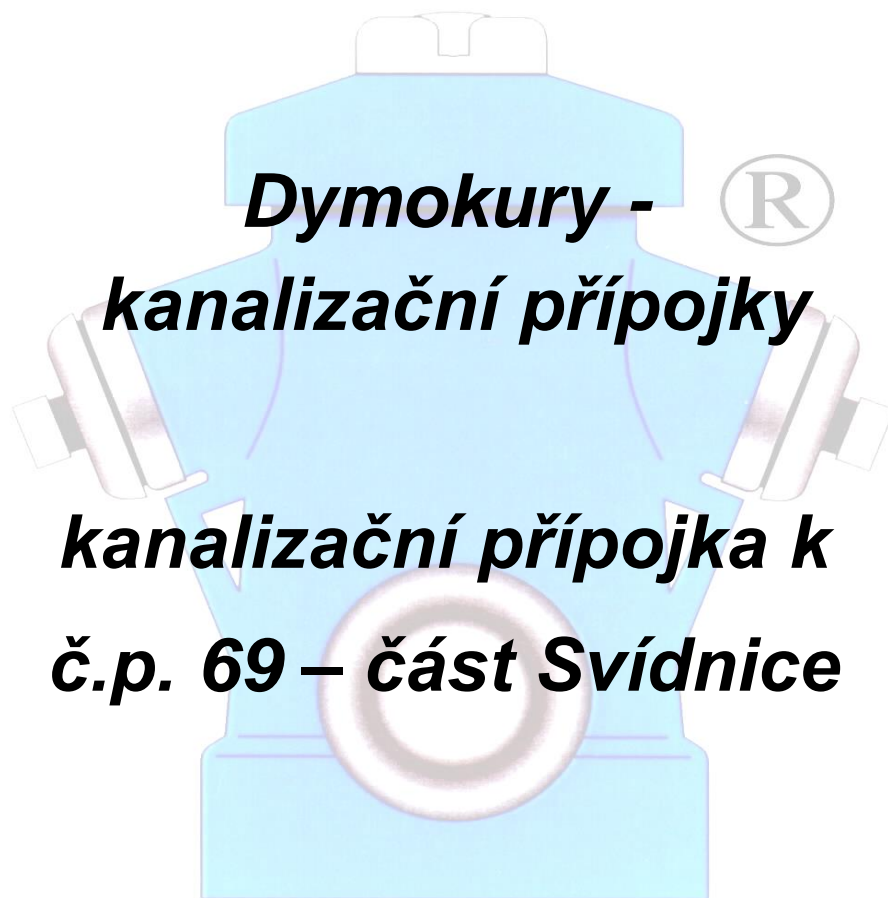 Dymokury - ®
kanalizační přípojky
kanalizační přípojka k
č.p. 69 – část Svídnice